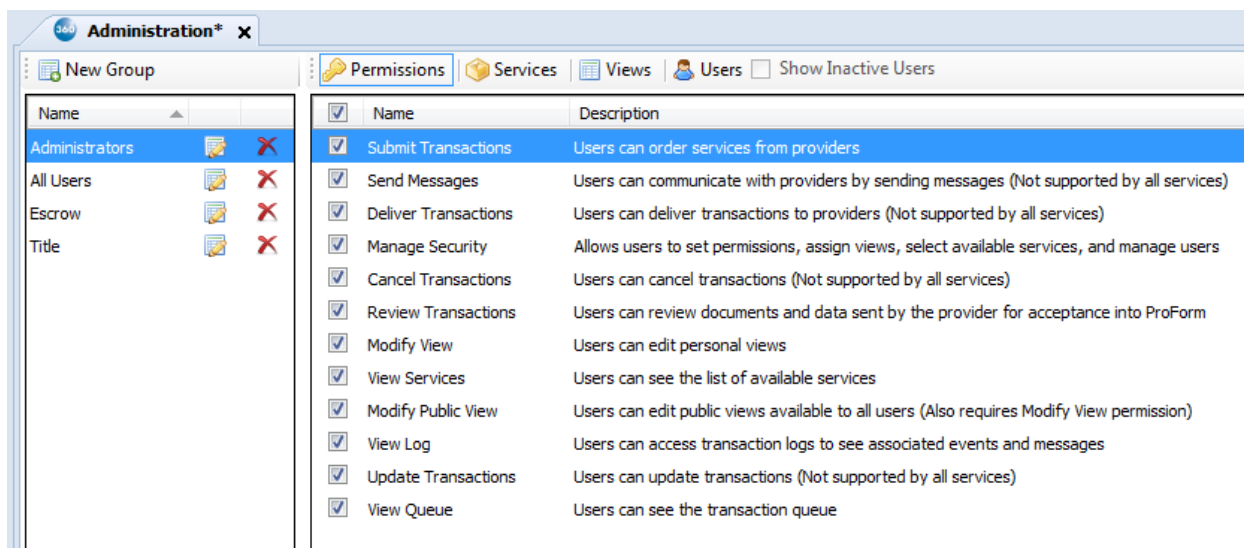 360 Administration* x
New Group Permissions Services Views Users Show Inactive Users
Name Name Description
Administrators Submit Transactions Users can order services from providers
All Users Send Messages Users can communicate with providers by sending messages (Not supported by all services)
Escrow Deliver Transactions Users can deliver transactions to providers (Not supported by all services)
Title Manage Security Allows users to set permissions, assign views, select available services, and manage users
Cancel Transactions Users can cancel transactions (Not supported by all services)
Review Transactions Users can review documents and data sent by the provider for acceptance into ProForm
Modify View Users can edit personal views
View Services Users can see the list of available services
Modify Public View Users can edit public views available to all users (Also requires Modify View permission)
View Log Users can access transaction logs to see associated events and messages
Update Transactions Users can update transactions (Not supported by all services)
View Queue Users can see the transaction queue